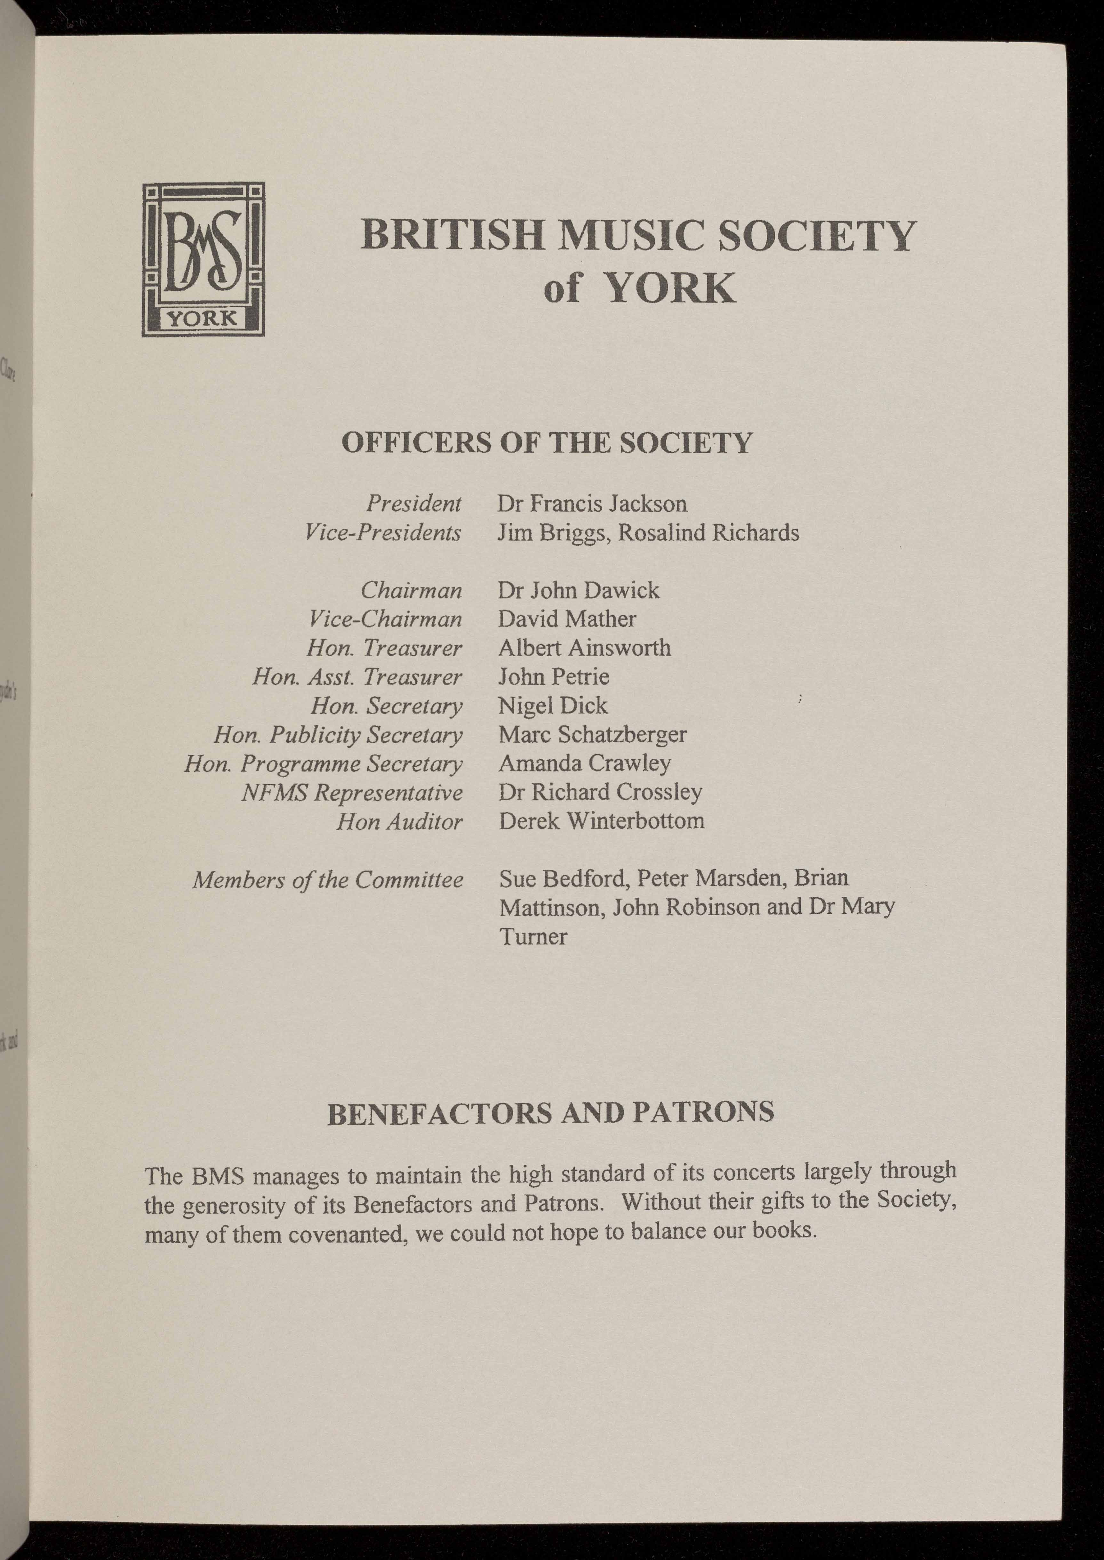 BMS
YORK
BRITISH MUSIC SOCIETY
of YORK
OFFICERS OF THE SOCIETY
President Dr Francis Jackson
Vice-Presidents Jim Briggs, Rosalind Richards
Chairman Dr John Dawick
Vice-Chairman David Mather
Hon. Treasurer Albert Ainsworth
Hon. Asst. Treasurer John Petrie
Hon. Secretary Nigel Dick
Hon. Publicity Secretary Marc Schatzberger
Hon. Programme Secretary Amanda Crawley
NFMS Representative Dr Richard Crossley
Hon Auditor Derek Winterbottom
Members of the Committee Sue Bedford, Peter Marsden, Brian
Mattinson, John Robinson and Dr Mary
Turner
BENEFACTORS AND PATRONS
The BMS manages to maintain the high standard of its concerts largely through
the generosity of its Benefactors and Patrons. Without their gifts to the Society,
many of them covenanted, we could not hope to balance our books.